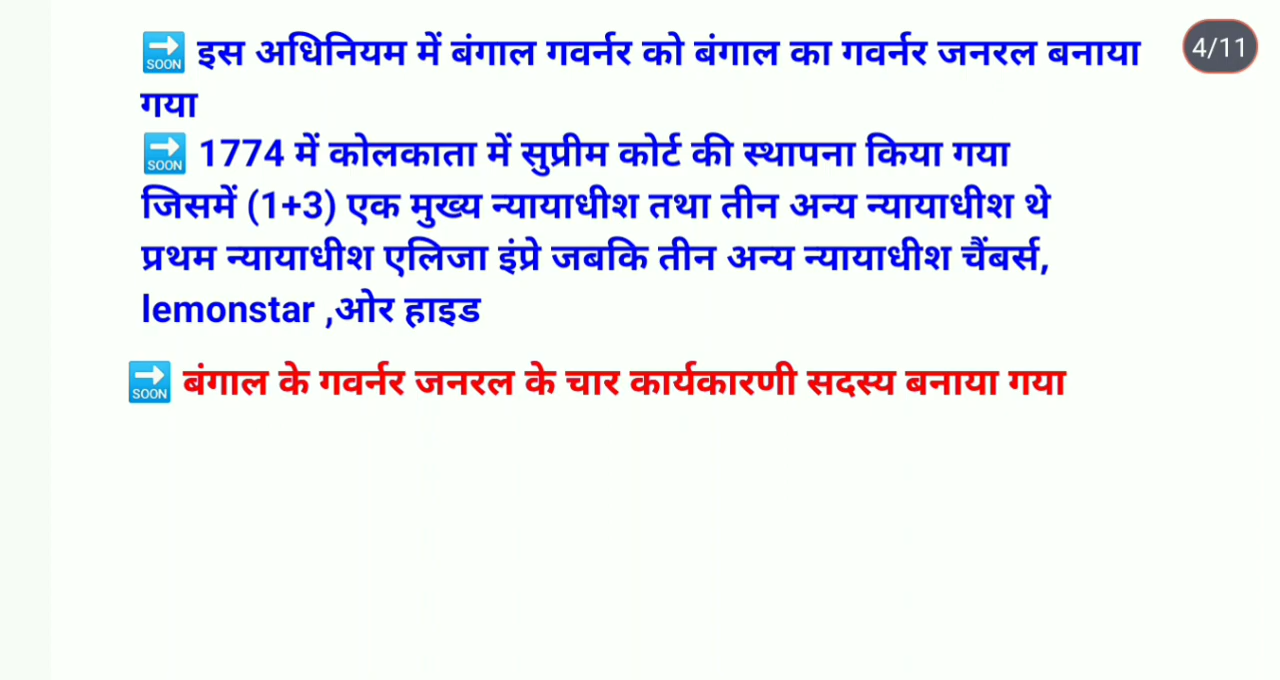 🔜 इस अधिनियम में बंगाल गवर्नर को बंगाल का गवर्नर जनरल बनाया
4/11
गया
🔜 1774 में कोलकाता में सुप्रीम कोर्ट की स्थापना किया गया
जिसमें (1+3) एक मुख्य न्यायाधीश तथा तीन अन्य न्यायाधीश थे
प्रथम न्यायाधीश एलिजा इंप्रे जबकि तीन अन्य न्यायाधीश चैंबर्स,
lemonstar ,ओर हाइड
🔜 बंगाल के गवर्नर जनरल के चार कार्यकारणी सदस्य बनाया गया